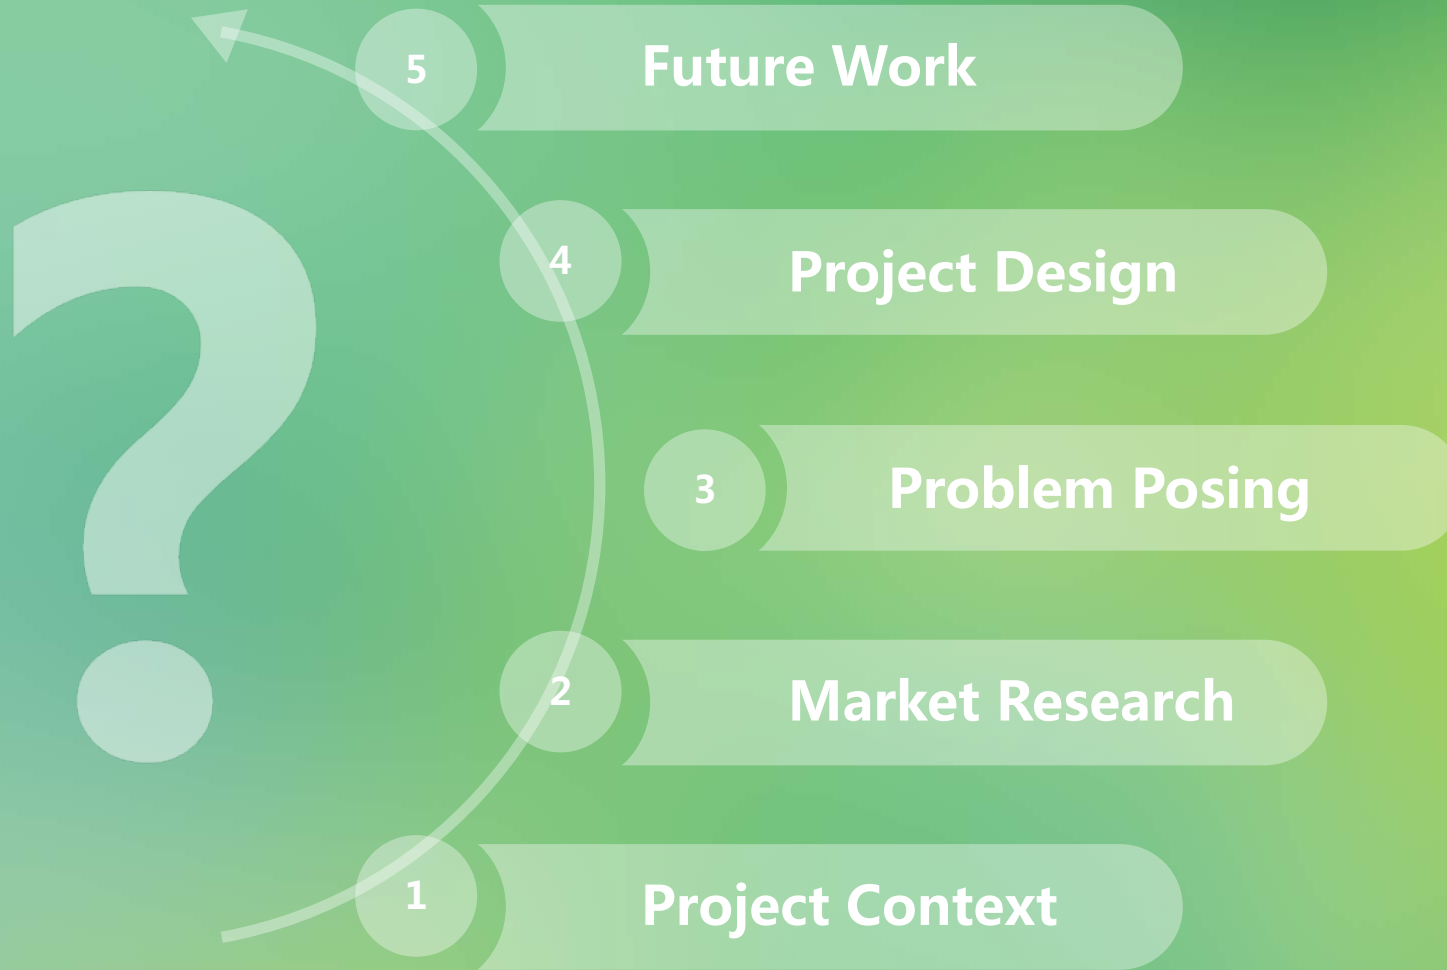 5 Future Work
4 Project Design
3 Problem Posing
2 Market Research
1 Project Context
?